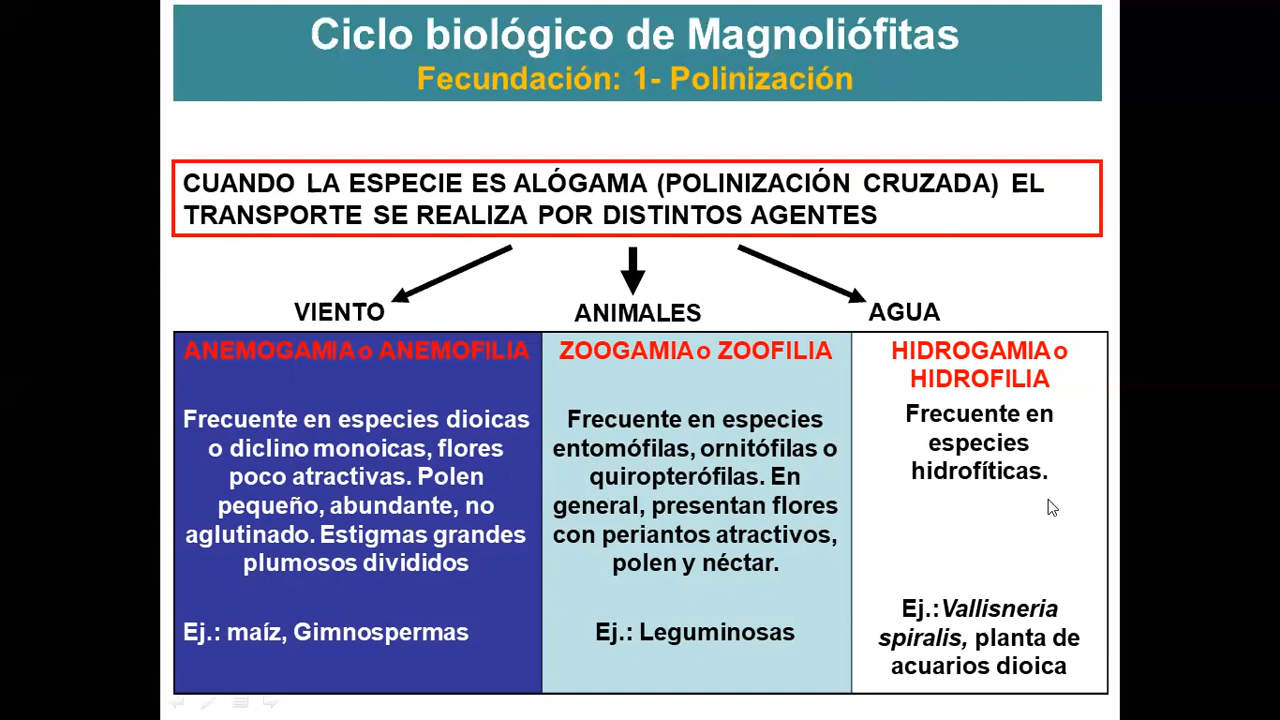 Ciclo biológico de Magnoliófitas
Fecundación: 1- Polinización
CUANDO LA ESPECIE ES ALÓGAMA (POLINIZACIÓN CRUZADA) EL
TRANSPORTE SE REALIZA POR DISTINTOS AGENTES
VIENTO
ANEMOGAMIA o ANEMOFILIA
Frecuente en especies dioicas
o diclino monoicas, flores
poco atractivas. Polen
pequeño, abundante, no
aglutinado. Estigmas grandes
plumosos divididos
Ej.: maíz, Gimnospermas
ANIMALES
ZOOGAMIA o ZOOFILIA
Frecuente en especies
entomófilas, ornitófilas o
quiropterófilas. En
general, presentan flores
con periantos atractivos,
polen y néctar.
Ej.: Leguminosas
AGUA
HIDROGAMIA o
HIDROFILIA
Frecuente en
especies
hidrofíticas.
Ej.: Vallisneria
spiralis, planta de
acuarios dioica